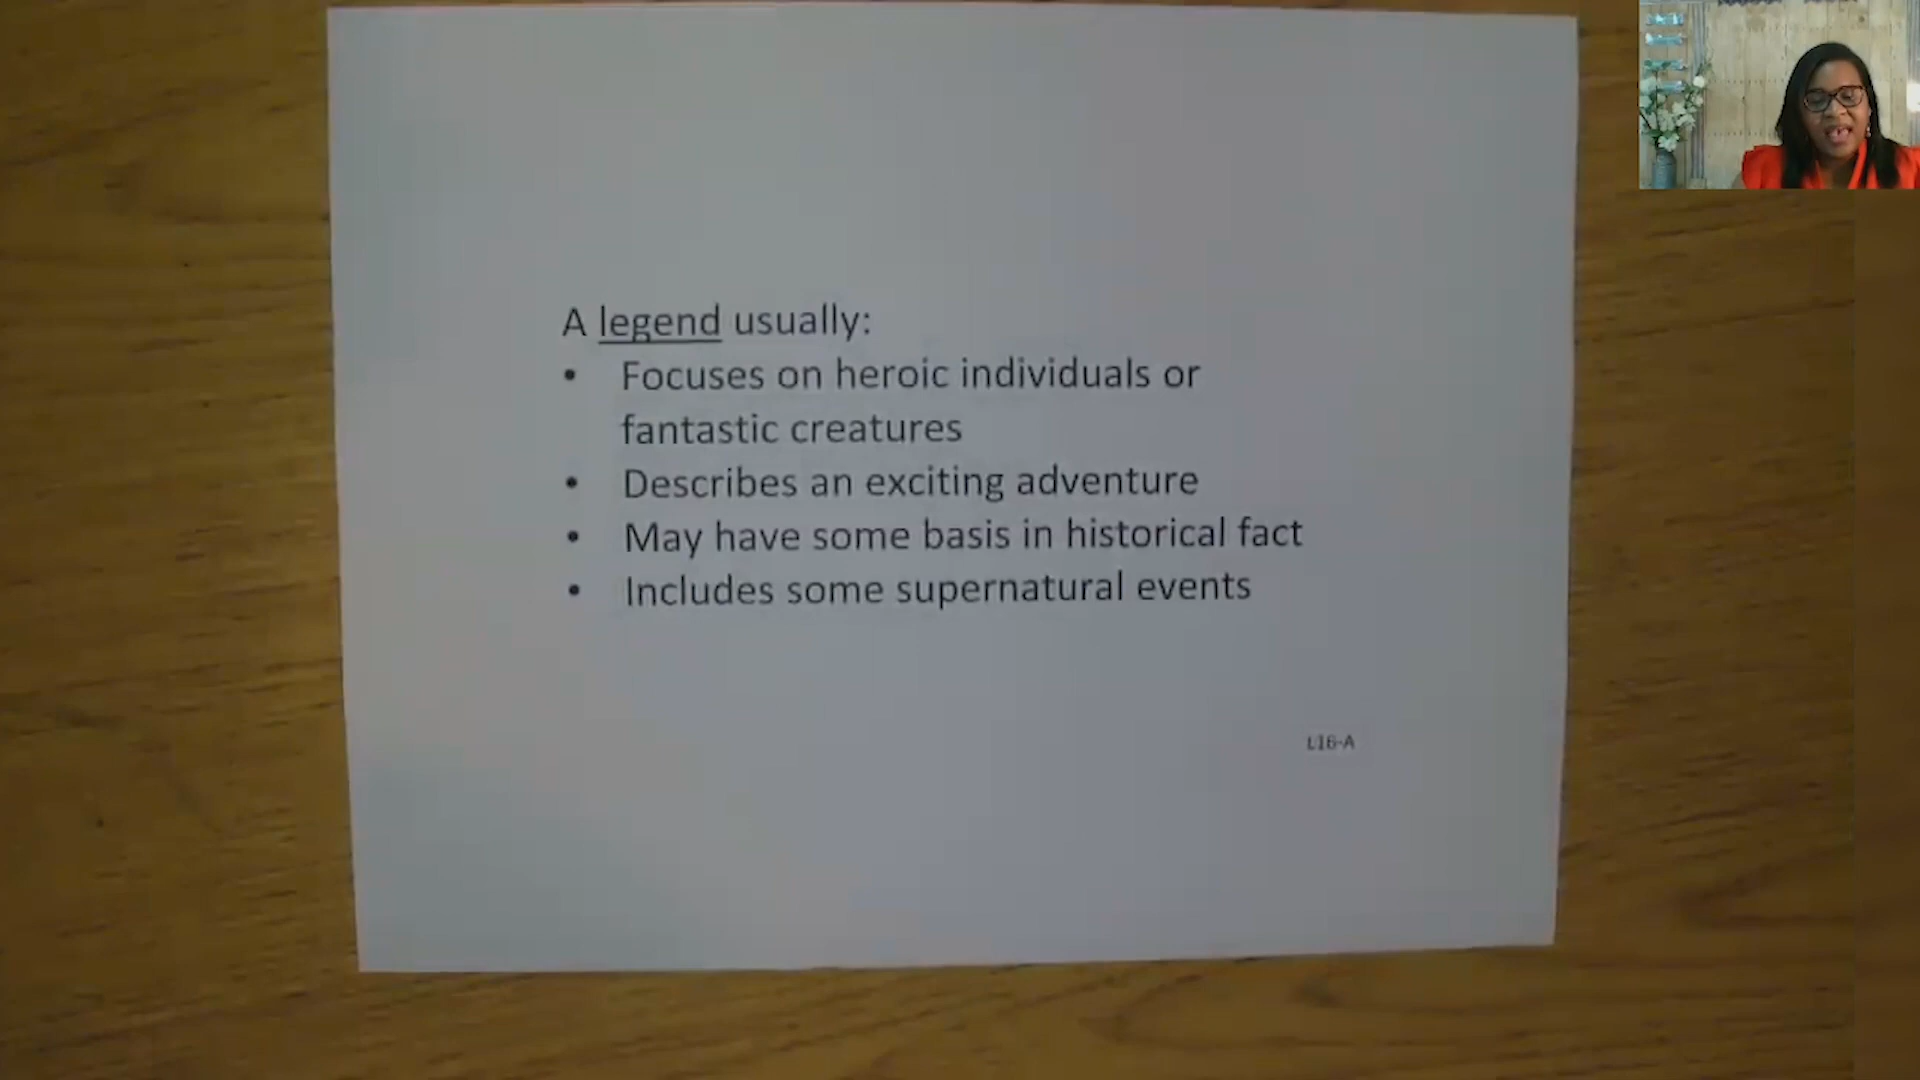 A legend usually:
• Focuses on heroic individuals or
fantastic creatures
• Describes an exciting adventure
• May have some basis in historical fact
• Includes some supernatural events
L16-A